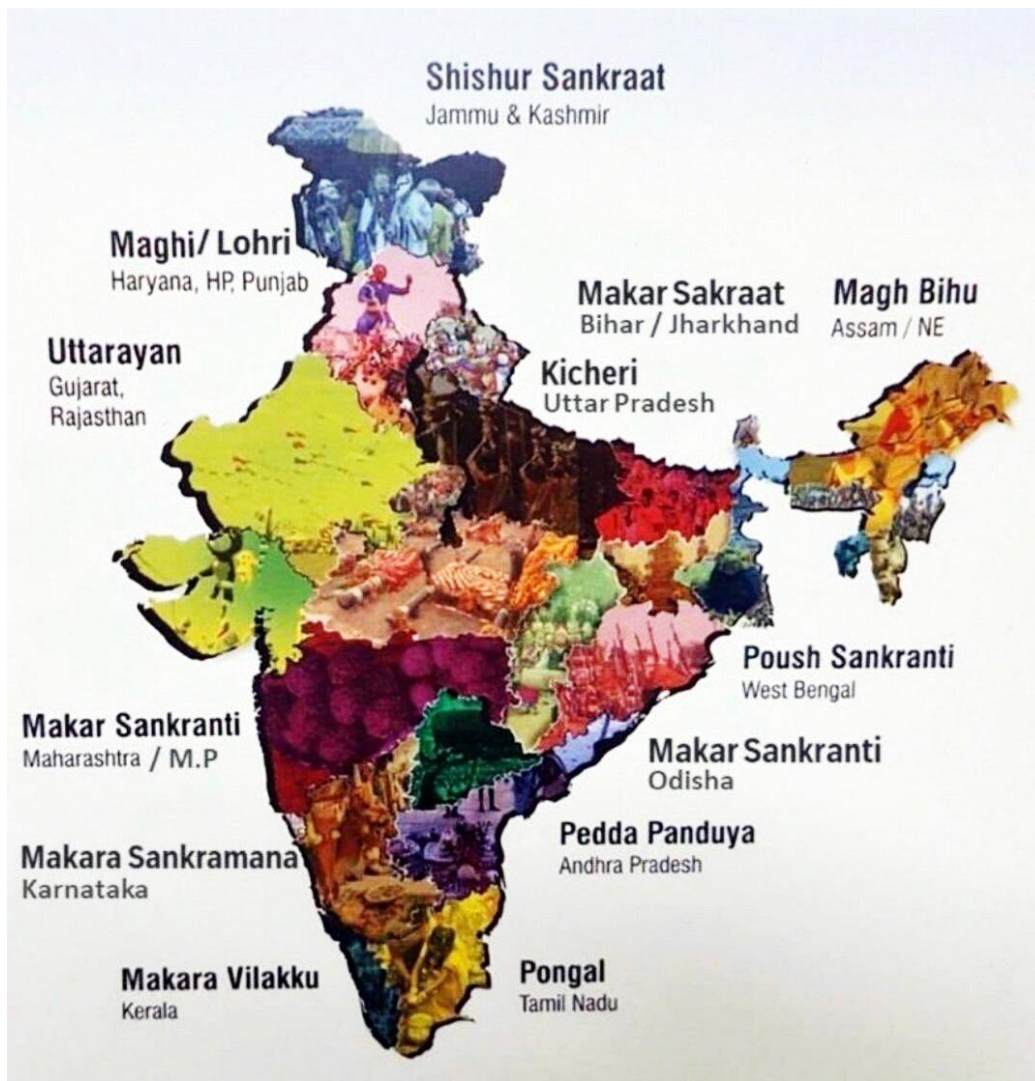 Shishur Sankraat
Jammu & Kashmir
Maghi/ Lohri
Haryana, HP, Punjab
Makar Sakraat
Bihar / Jharkhand
Magh Bihu
Assam / NE
Uttarayan
Gujarat,
Rajasthan
Kicheri
Uttar Pradesh
Poush Sankranti
West Bengal
Makar Sankranti
Maharashtra / M.P
Makar Sankranti
Odisha
Pedda Panduya
Andhra Pradesh
Makara Sankramana
Karnataka
Makara Vilakku
Kerala
Pongal
Tamil Nadu